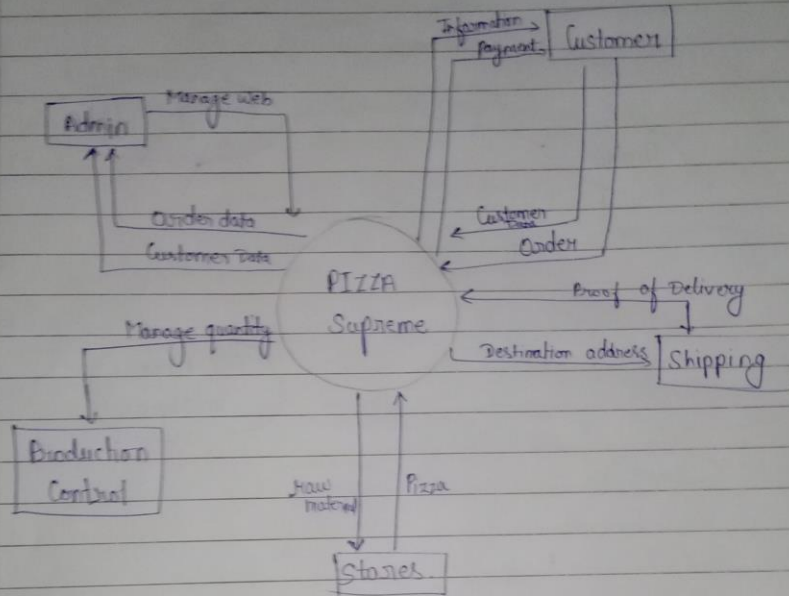 Information
Payment
Customer
Manage web
Admin
Order data
Customer
Data
Order
Customer Data
PIZZA
Supreme
Proof of Delivery
Manage quantity
Destination address
Shipping
Production
Control
raw
material
Pizza
Stores